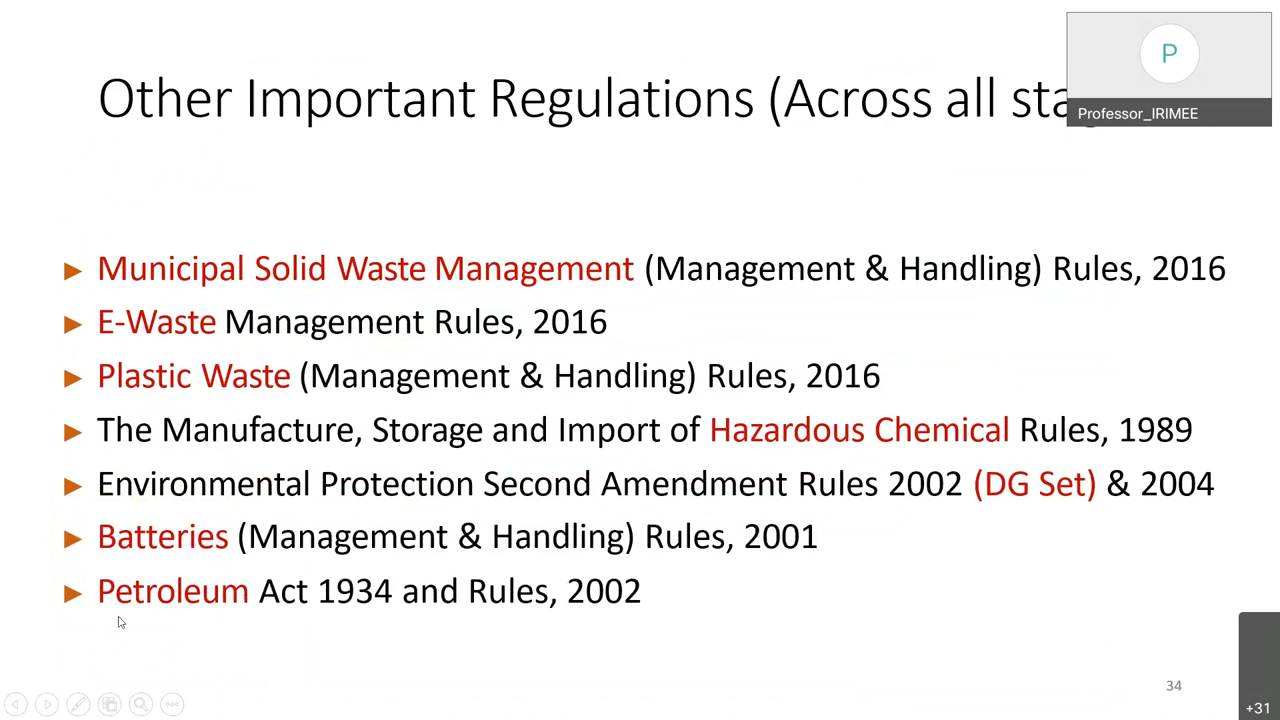 Other Important Regulations (Across all
P
Professor_IRIMEE
Municipal Solid Waste Management (Management & Handling) Rules, 2016
E-Waste Management Rules, 2016
Plastic Waste (Management & Handling) Rules, 2016
The Manufacture, Storage and Import of Hazardous Chemical Rules, 1989
Environmental Protection Second Amendment Rules 2002 (DG Set) & 2004
Batteries (Management & Handling) Rules, 2001
Petroleum Act 1934 and Rules, 2002
34
+31